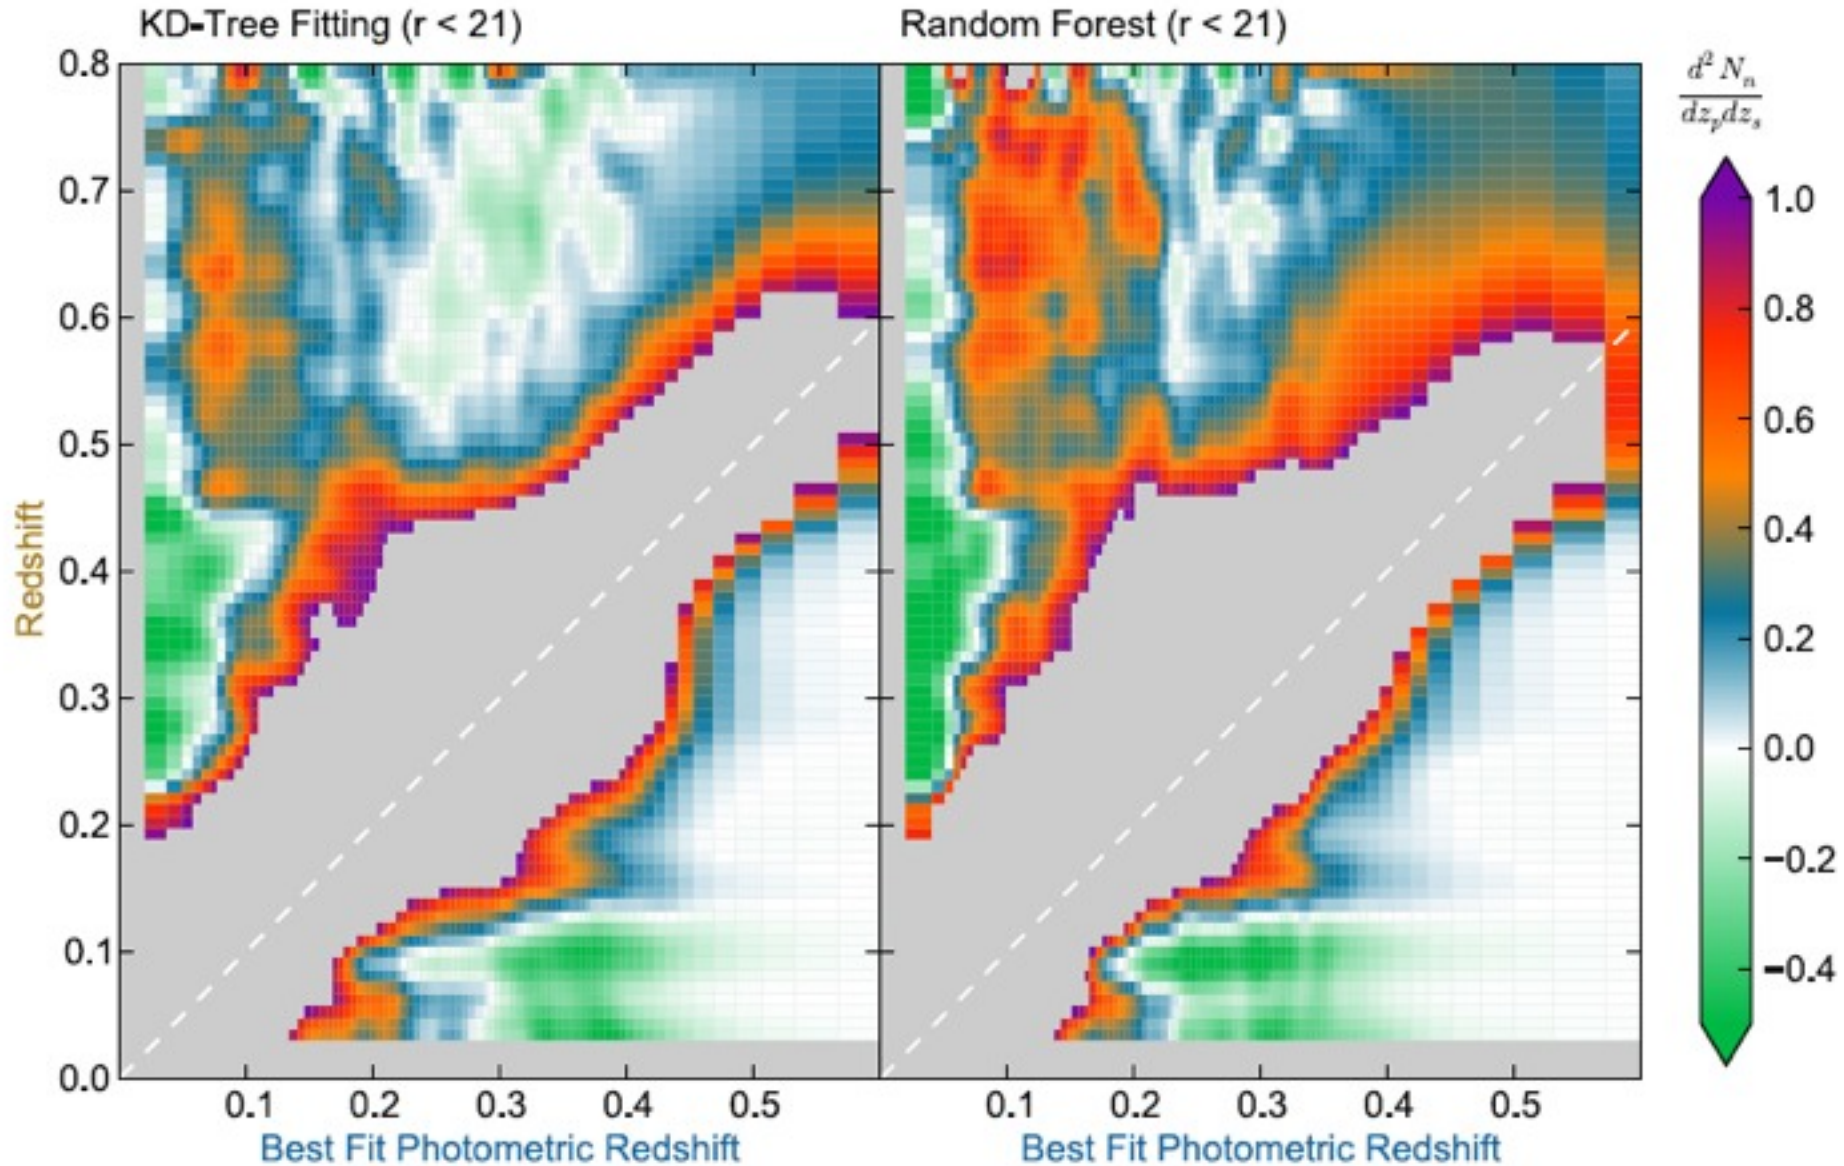 KD-Tree Fitting (r < 21)
Random Forest (r < 21)
d² Nₙ
dzₚdzₛ
0.8
0.7
0.6
0.5
0.4
0.3
0.2
0.1
0.0
Redshift
1.0
0.8
0.6
0.4
0.2
0.0
−0.2
−0.4
0.1 0.2 0.3 0.4 0.5
0.1 0.2 0.3 0.4 0.5
Best Fit Photometric Redshift
Best Fit Photometric Redshift